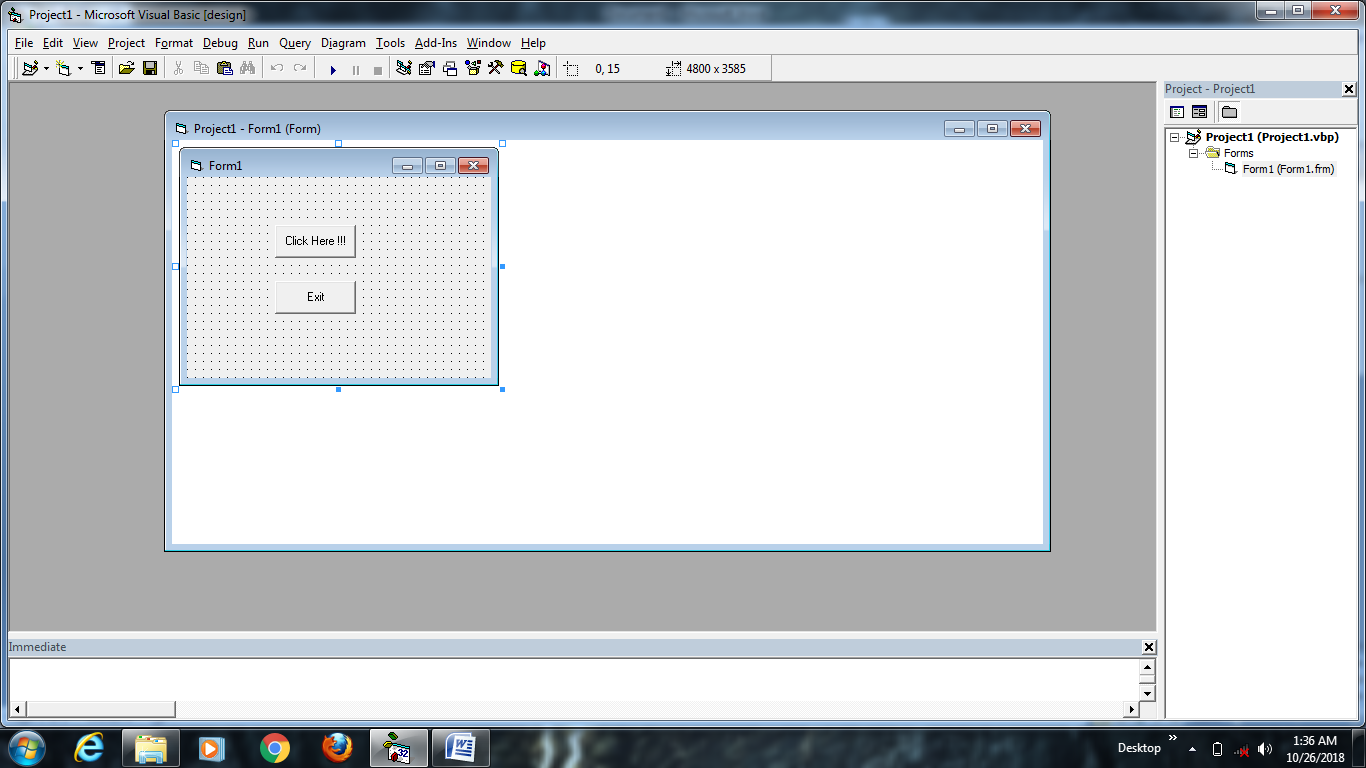 Project1 - Microsoft Visual Basic [design]
File Edit View Project Format Debug Run Query Diagram Tools Add-Ins Window Help
0, 15 4800 x 3585
Project - Project1
Project1 - Form1 (Form)
Project1 (Project1.vbp)
Forms
Form1 (Form1.frm)
Form1
Click Here !!!
Exit
Immediate
32
Desktop
1:36 AM
10/26/2018